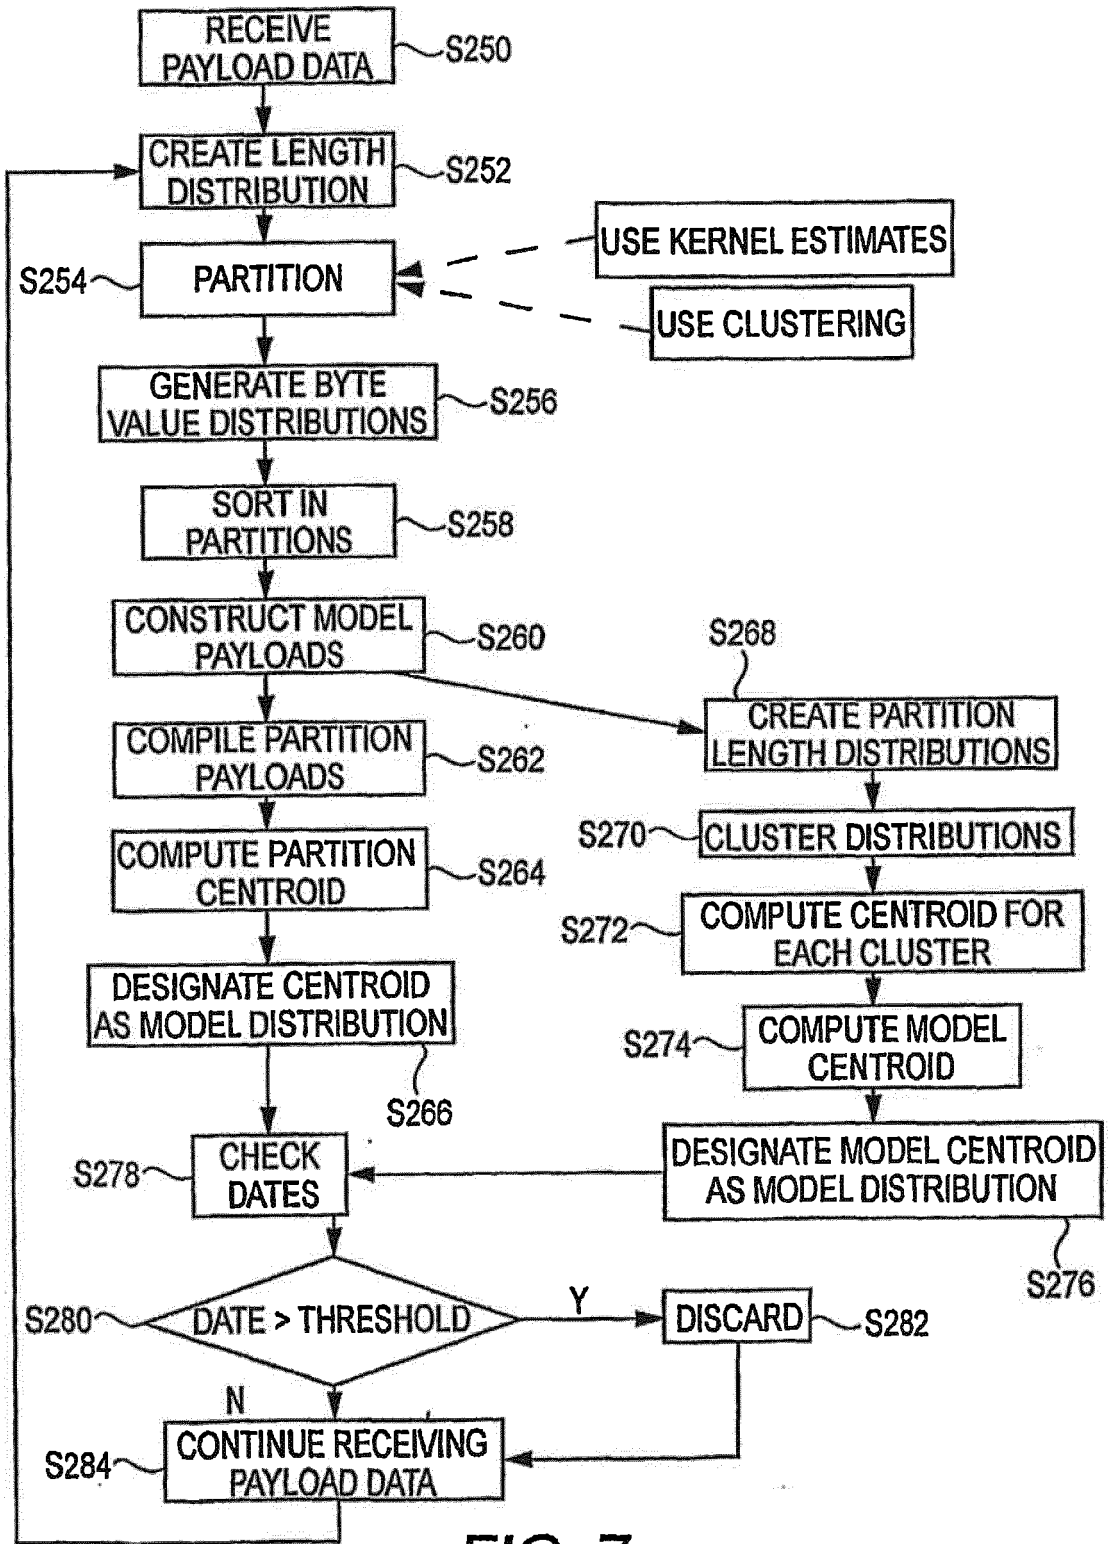 RECEIVE
PAYLOAD DATA
S250
CREATE LENGTH
DISTRIBUTION
S252
USE KERNEL ESTIMATES
S254
PARTITION
USE CLUSTERING
GENERATE BYTE
VALUE DISTRIBUTIONS
S256
SORT IN
PARTITIONS
S258
CONSTRUCT MODEL
PAYLOADS
S260
S268
CREATE PARTITION
LENGTH DISTRIBUTIONS
COMPILE PARTITION
PAYLOADS
S262
S270
CLUSTER DISTRIBUTIONS
COMPUTE PARTITION
CENTROID
S264
S272
COMPUTE CENTROID FOR
EACH CLUSTER
DESIGNATE CENTROID
AS MODEL DISTRIBUTION
S266
S274
COMPUTE MODEL
CENTROID
S278
CHECK
DATES
DESIGNATE MODEL CENTROID
AS MODEL DISTRIBUTION
S276
S280
DATE > THRESHOLD
Y
DISCARD
S282
N
S284
CONTINUE RECEIVING
PAYLOAD DATA
FIG. 7